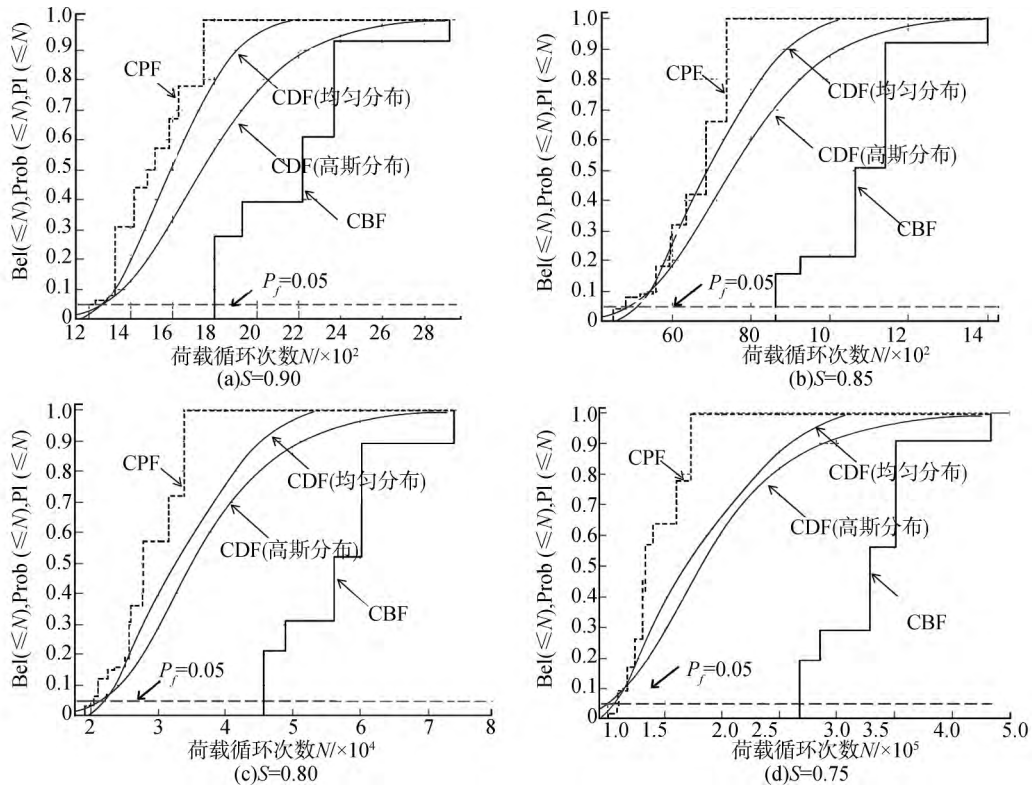 Bel(≤N),Prob (≤N),Pl (≤N)
1.0
0.9
0.8
0.7
0.6
0.5
0.4
0.3
0.2
0.1
0
CPF
CDF(均匀分布)
CDF(高斯分布)
CBF
P_f=0.05
12 14 16 18 20 22 24 26 28
荷载循环次数N/×10²
(a)S=0.90
Bel(≤N),Prob (≤N),Pl (≤N)
1.0
0.9
0.8
0.7
0.6
0.5
0.4
0.3
0.2
0.1
0
CPF
CDF(均匀分布)
CDF(高斯分布)
CBF
P_f=0.05
60 80 10 12 14
荷载循环次数N/×10²
(b)S=0.85
Bel(≤N),Prob (≤N),Pl (≤N)
1.0
0.9
0.8
0.7
0.6
0.5
0.4
0.3
0.2
0.1
0
CPF
CDF(均匀分布)
CDF(高斯分布)
CBF
P_f=0.05
2 3 4 5 6 7 8
荷载循环次数N/×10⁴
(c)S=0.80
Bel(≤N),Prob (≤N),Pl (≤N)
1.0
0.9
0.8
0.7
0.6
0.5
0.4
0.3
0.2
0.1
0
CPF
CDF(均匀分布)
CDF(高斯分布)
CBF
P_f=0.05
1.0 1.5 2.0 2.5 3.0 3.5 4.0 5.0
荷载循环次数N/×10⁵
(d)S=0.75